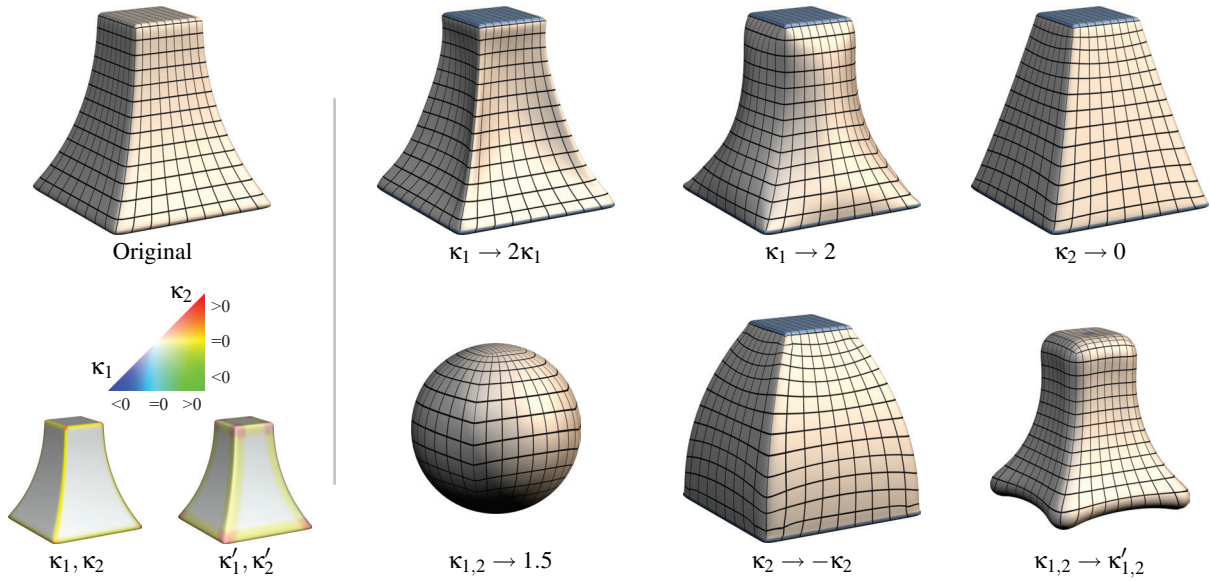 Original
κ₁ → 2κ₁
κ₁ → 2
κ₂ → 0
κ₂
>0
=0
<0
κ₁
<0 =0 >0
κ₁, κ₂
κ′₁, κ′₂
κ₁,₂ → 1.5
κ₂ → −κ₂
κ₁,₂ → κ′₁,₂